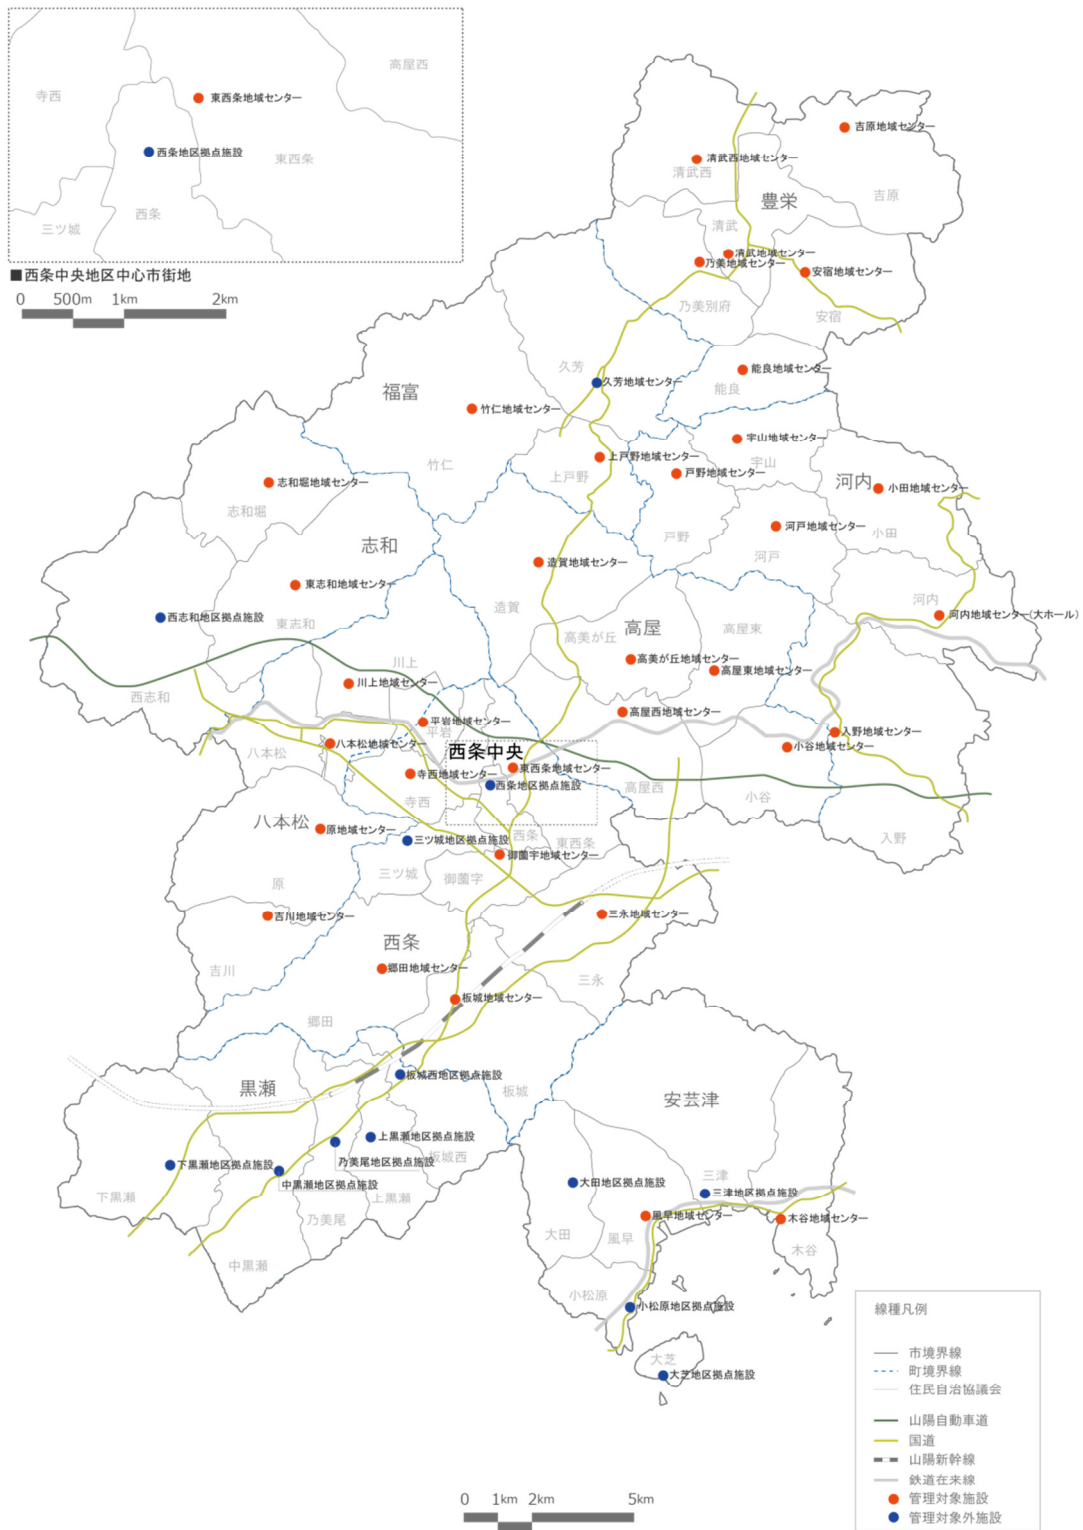 高屋西
寺西
東西条地域センター
西条地区拠点施設
東西条
西条
三ツ城
■西条中央地区中心市街地
0 500m 1km 2km
吉原地域センター
清武西地域センター
清武西
豊栄
吉原
清武
清武地域センター
乃美地域センター
安宿地域センター
乃美別府
安宿
久芳
能良地域センター
久芳地域センター
能良
福富
竹仁地域センター
宇山地域センター
上戸野地域センター
宇山
竹仁
上戸野
戸野地域センター
河内
志和堀地域センター
小田地域センター
志和堀
河戸地域センター
小田
戸野
志和
河戸
造賀地域センター
東志和地域センター
河内
造賀
西志和地区拠点施設
東志和
河内地域センター(大ホール)
高美が丘
高屋
高屋東
川上
高美が丘地域センター
高屋東地域センター
川上地域センター
西志和
高屋西地域センター
平岩地域センター
平岩
入野地域センター
八本松地域センター
小谷地域センター
八本松
西条中央
東西条地域センター
寺西地域センター
西条地区拠点施設
高屋西
小谷
寺西
八本松
原地域センター
西条
入野
三ツ城地区拠点施設
東西条
御薗宇地域センター
三ツ城
御薗字
原
吉川地域センター
三永地域センター
西条
郷田地域センター
吉川
三永
板城地域センター
郷田
板城西地区拠点施設
黒瀬
板城
安芸津
上黒瀬地区拠点施設
板城西
乃美尾地区拠点施設
下黒瀬地区拠点施設
三津
中黒瀬地区拠点施設
大田地区拠点施設
三津地区拠点施設
下黒瀬
上黒瀬
乃美尾
風早地域センター
木谷地域センター
大田
風早
木谷
中黒瀬
小松原
小松原地区拠点施設
大芝
大芝地区拠点施設
線種凡例
市境界線
町境界線
住民自治協議会
山陽自動車道
国道
山陽新幹線
鉄道在来線
管理対象施設
管理対象外施設
0 1km 2km 5km